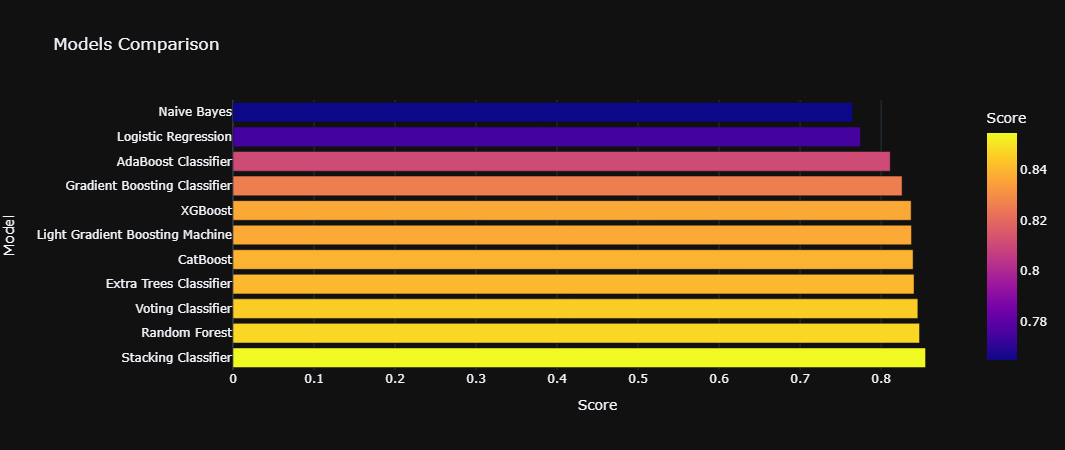 Models Comparison
Naive Bayes
Logistic Regression
AdaBoost Classifier
Gradient Boosting Classifier
XGBoost
Light Gradient Boosting Machine
CatBoost
Extra Trees Classifier
Voting Classifier
Random Forest
Stacking Classifier
Model
0 0.1 0.2 0.3 0.4 0.5 0.6 0.7 0.8
Score
Score
0.84
0.82
0.8
0.78